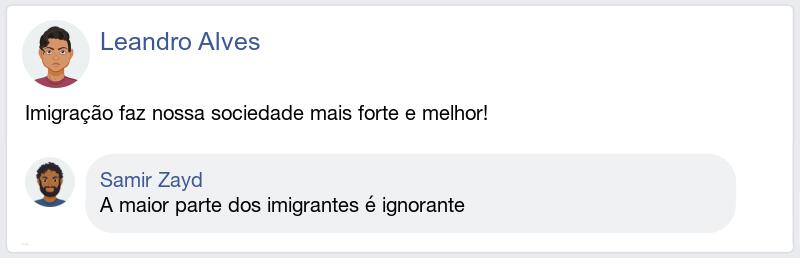 Leandro Alves
Imigração faz nossa sociedade mais forte e melhor!
Samir Zayd
A maior parte dos imigrantes é ignorante